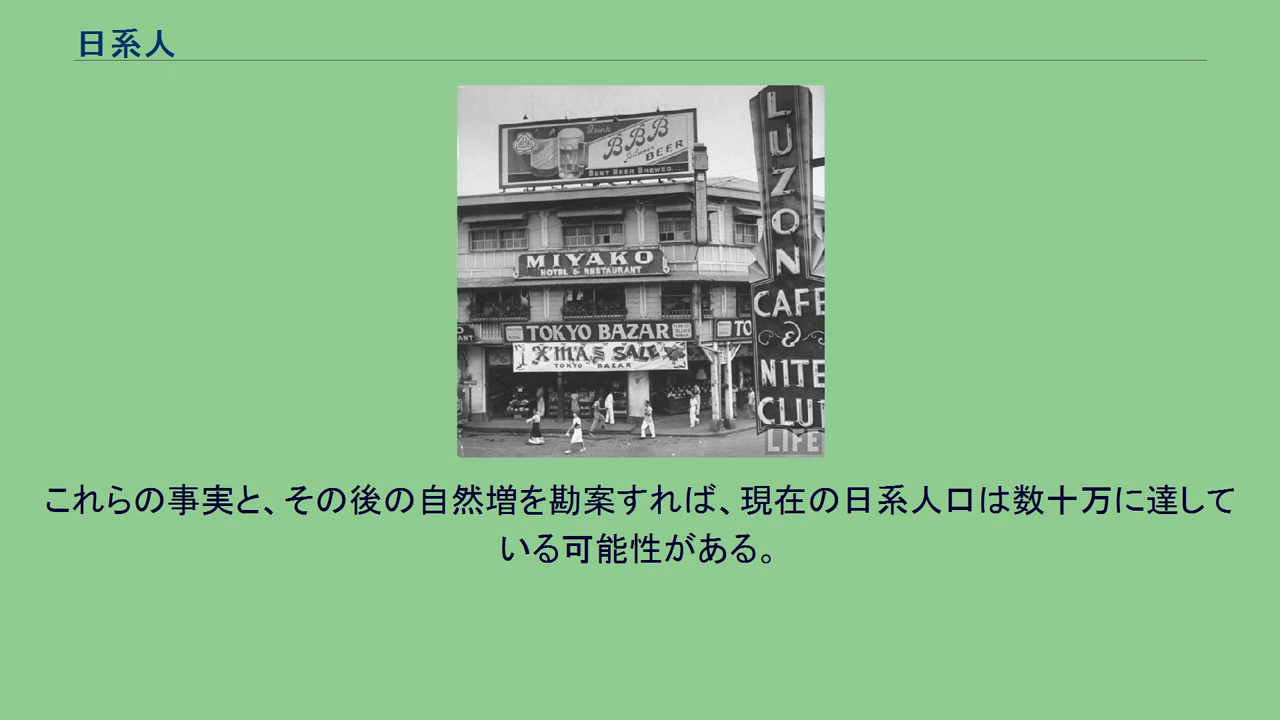 日系人
Drink
B.B.B
Pilsener
BEER
BEST BEER BREWED...
LUZON
MIYAKO
HOTEL & RESTAURANT
CAFE
TOKYO BAZAR
TO
X'MAS SALE
TOKYO BAZAR
NITE
CLU
LIFE
これらの事実と、その後の自然増を勘案すれば、現在の日系人口は数十万に達して
いる可能性がある。